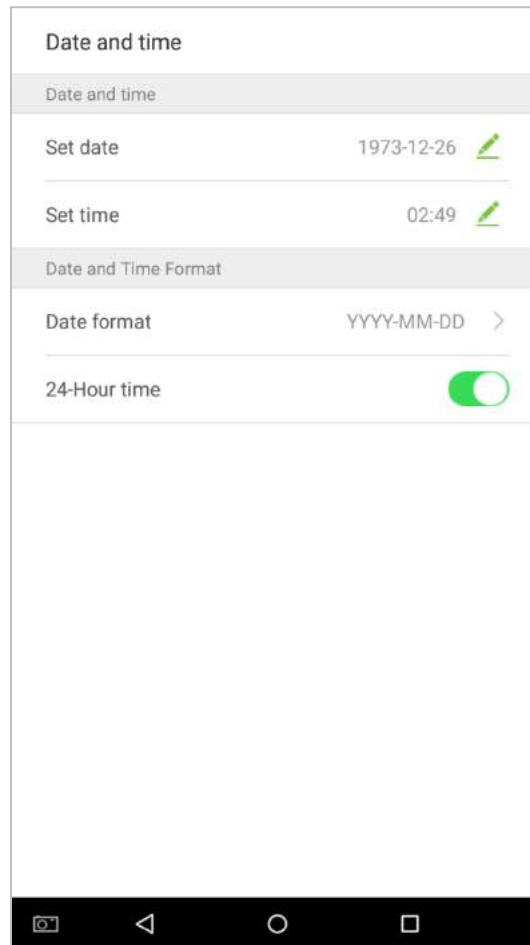 Date and time
Date and time
Set date 1973-12-26
Set time 02:49
Date and Time Format
Date format YYYY-MM-DD
24-Hour time